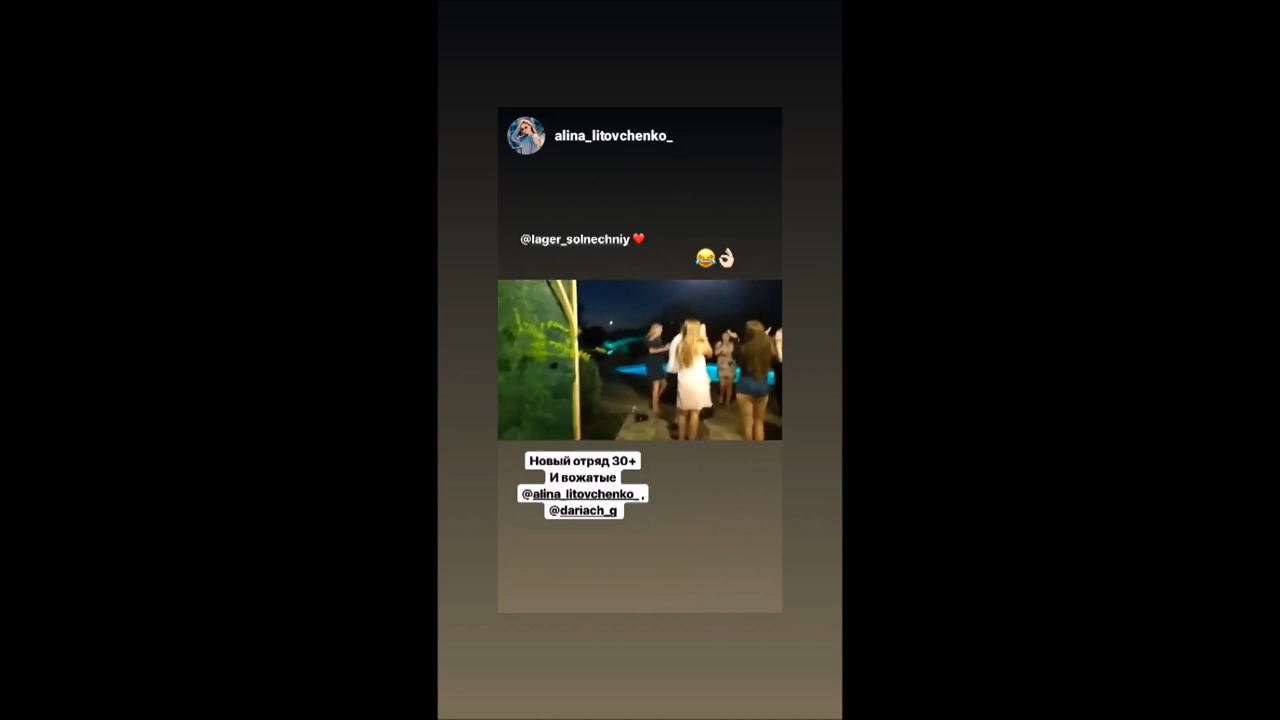 alina_litovchenko_
@lager_solnechniy ❤️
😂👌🏻
Новый отряд 30+
И вожатые
@alina_litovchenko_ ,
@dariach_g